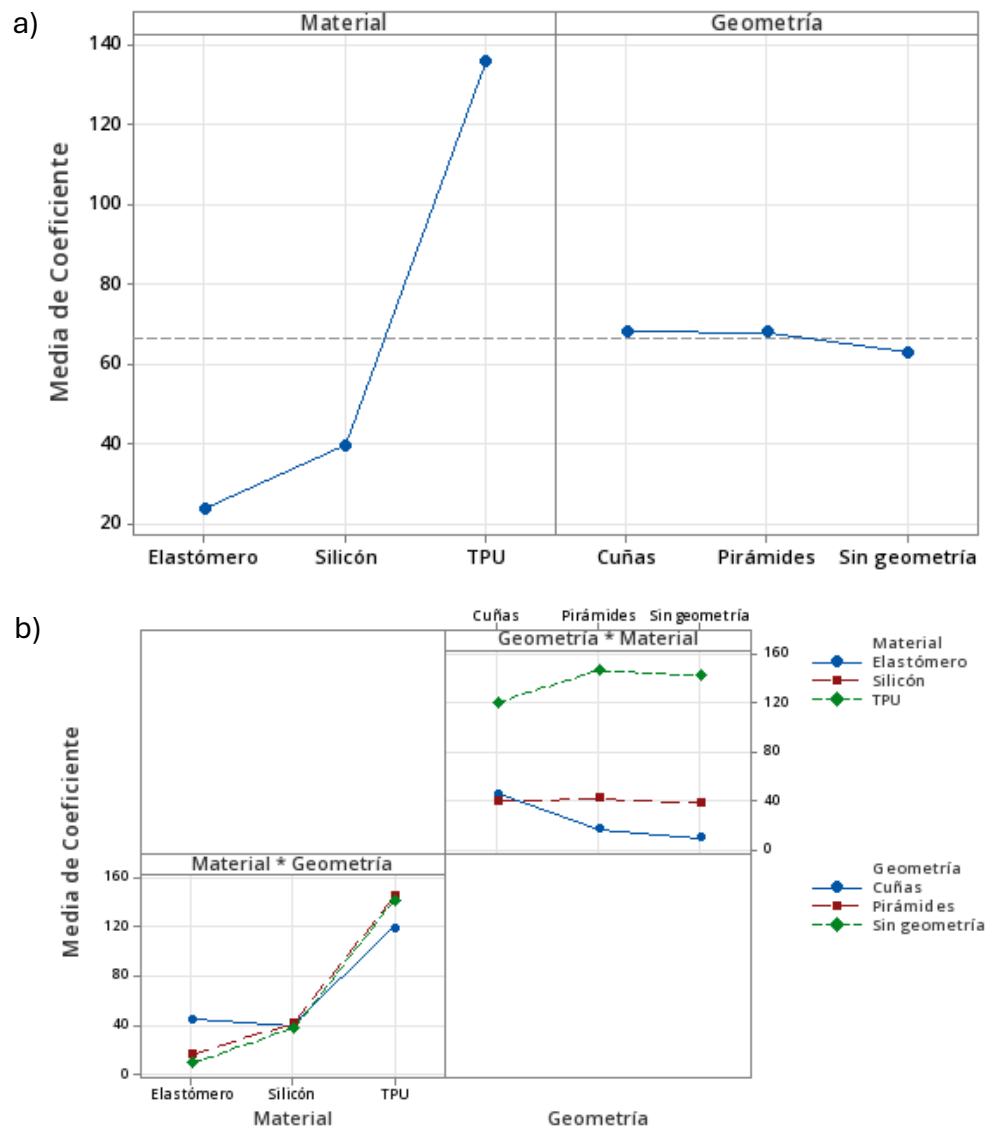 a)
Material Geometría
Media de Coeficiente
140
120
100
80
60
40
20
Elastómero Silicón TPU Cuñas Pirámides Sin geometría
b)
Cuñas Pirámides Sin geometría
Geometría * Material
160
120
80
40
0
Material
Elastómero
Silicón
TPU
Media de Coeficiente
Material * Geometría
160
120
80
40
0
Geometría
Cuñas
Pirámides
Sin geometría
Elastómero Silicón TPU
Material Geometría